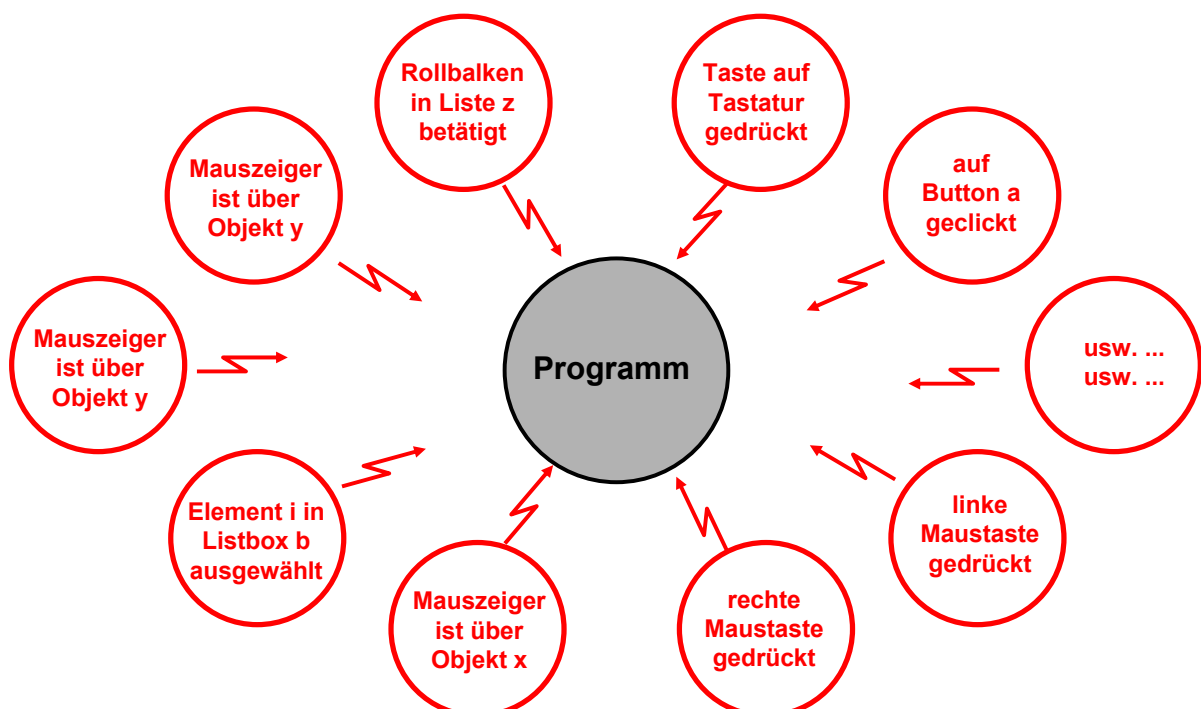 Rollbalken
in Liste z
betätigt
Taste auf
Tastatur
gedrückt
Mauszeiger
ist über
Objekt y
auf
Button a
geclickt
Mauszeiger
ist über
Objekt y
Programm
usw. ...
usw. ...
Element i in
Listbox b
ausgewählt
linke
Maustaste
gedrückt
Mauszeiger
ist über
Objekt x
rechte
Maustaste
gedrückt